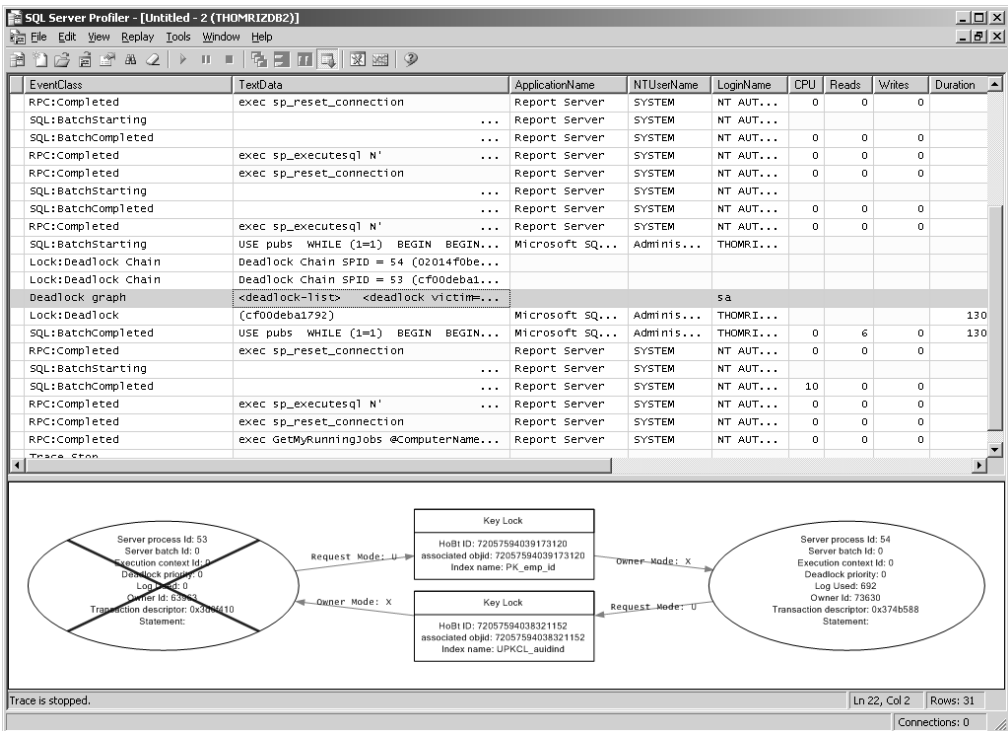 SQL Server Profiler - [Untitled - 2 (THOMRIZDB2)]
File Edit View Replay Tools Window Help
EventClass TextData ApplicationName NTUserName LoginName CPU Reads Writes Duration
RPC:Completed exec sp_reset_connection Report Server SYSTEM NT AUT... 0 0 0
SQL:BatchStarting ... Report Server SYSTEM NT AUT...
SQL:BatchCompleted ... Report Server SYSTEM NT AUT... 0 0 0
RPC:Completed exec sp_executesql N' ... Report Server SYSTEM NT AUT... 0 0 0
RPC:Completed exec sp_reset_connection Report Server SYSTEM NT AUT... 0 0 0
SQL:BatchStarting ... Report Server SYSTEM NT AUT...
SQL:BatchCompleted ... Report Server SYSTEM NT AUT... 0 0 0
RPC:Completed exec sp_executesql N' ... Report Server SYSTEM NT AUT... 0 0 0
SQL:BatchStarting USE pubs WHILE (1=1) BEGIN BEGIN... Microsoft SQ... Adminis... THOMRI...
Lock:Deadlock Chain Deadlock Chain SPID = 54 (02014f0be...
Lock:Deadlock Chain Deadlock Chain SPID = 53 (cf00deba1...
Deadlock graph <deadlock-list> <deadlock victim=... sa
Lock:Deadlock (cf00deba1792) Microsoft SQ... Adminis... THOMRI... 130
SQL:BatchCompleted USE pubs WHILE (1=1) BEGIN BEGIN... Microsoft SQ... Adminis... THOMRI... 0 6 0 130
RPC:Completed exec sp_reset_connection Report Server SYSTEM NT AUT... 0 0 0
SQL:BatchStarting ... Report Server SYSTEM NT AUT...
SQL:BatchCompleted ... Report Server SYSTEM NT AUT... 10 0 0
RPC:Completed exec sp_executesql N' ... Report Server SYSTEM NT AUT... 0 0 0
RPC:Completed exec sp_reset_connection Report Server SYSTEM NT AUT... 0 0 0
RPC:Completed exec GetMyRunningJobs @ComputerName... Report Server SYSTEM NT AUT... 0 0 0
Trace Stop
Server process Id: 53
Server batch Id: 0
Execution context Id: 0
Deadlock priority: 0
Log Used: 0
Owner Id: 63963
Transaction descriptor:
Statement:
Request Mode: U
Owner Mode: X
Key Lock
HoBt ID: 72057594039173120
associated objid: 72057594039173120
Index name: PK_emp_id
Key Lock
HoBt ID: 72057594038321152
associated objid: 72057594038321152
Index name: UPKCL_auidind
Owner Mode: X
Request Mode: U
Server process Id: 54
Server batch Id: 0
Execution context Id: 0
Deadlock priority: 0
Log Used: 692
Owner Id: 73630
Transaction descriptor: 0x374b588
Statement:
Trace is stopped. Ln 22, Col 2 Rows: 31
Connections: 0